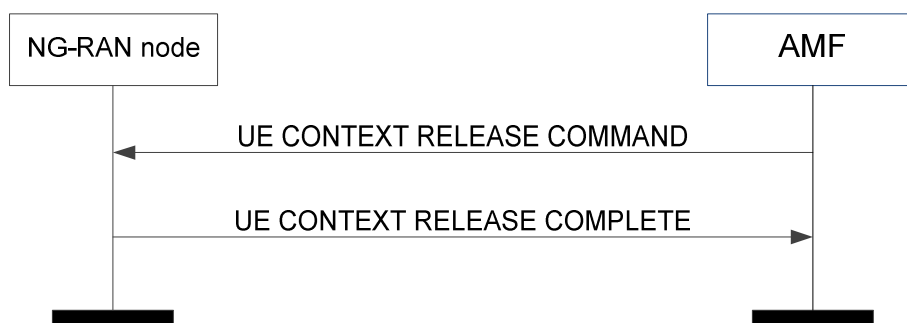 NG-RAN node
AMF
UE CONTEXT RELEASE COMMAND
UE CONTEXT RELEASE COMPLETE